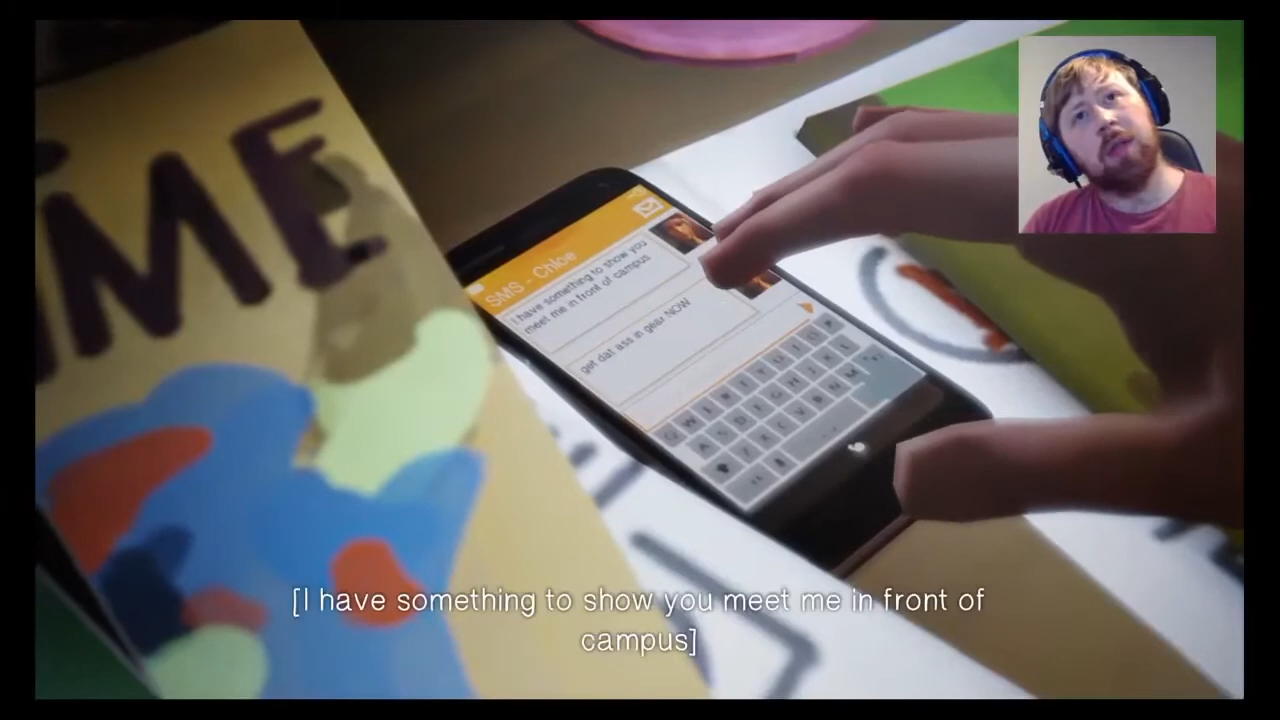 IME
SMS - Chloe
I have something to show you
meet me in front of campus
get dat ass in gear NOW
Q W E R T Y U I O P
A S D F G H J K L
Z X C V B N M
[I have something to show you meet me in front of
campus]